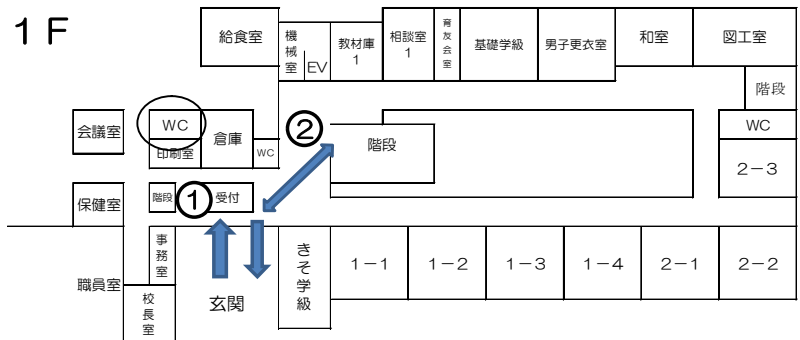 １Ｆ
給食室
機械室
EV
教材庫
1
相談室
1
育友会室
基礎学級
男子更衣室
和室
図工室
階段
会議室
WC
印刷室
倉庫
WC
②
階段
WC
2－3
保健室
階段
①
受付
職員室
事務室
校長室
玄関
きそ学級
1－1
1－2
1－3
1－4
2－1
2－2